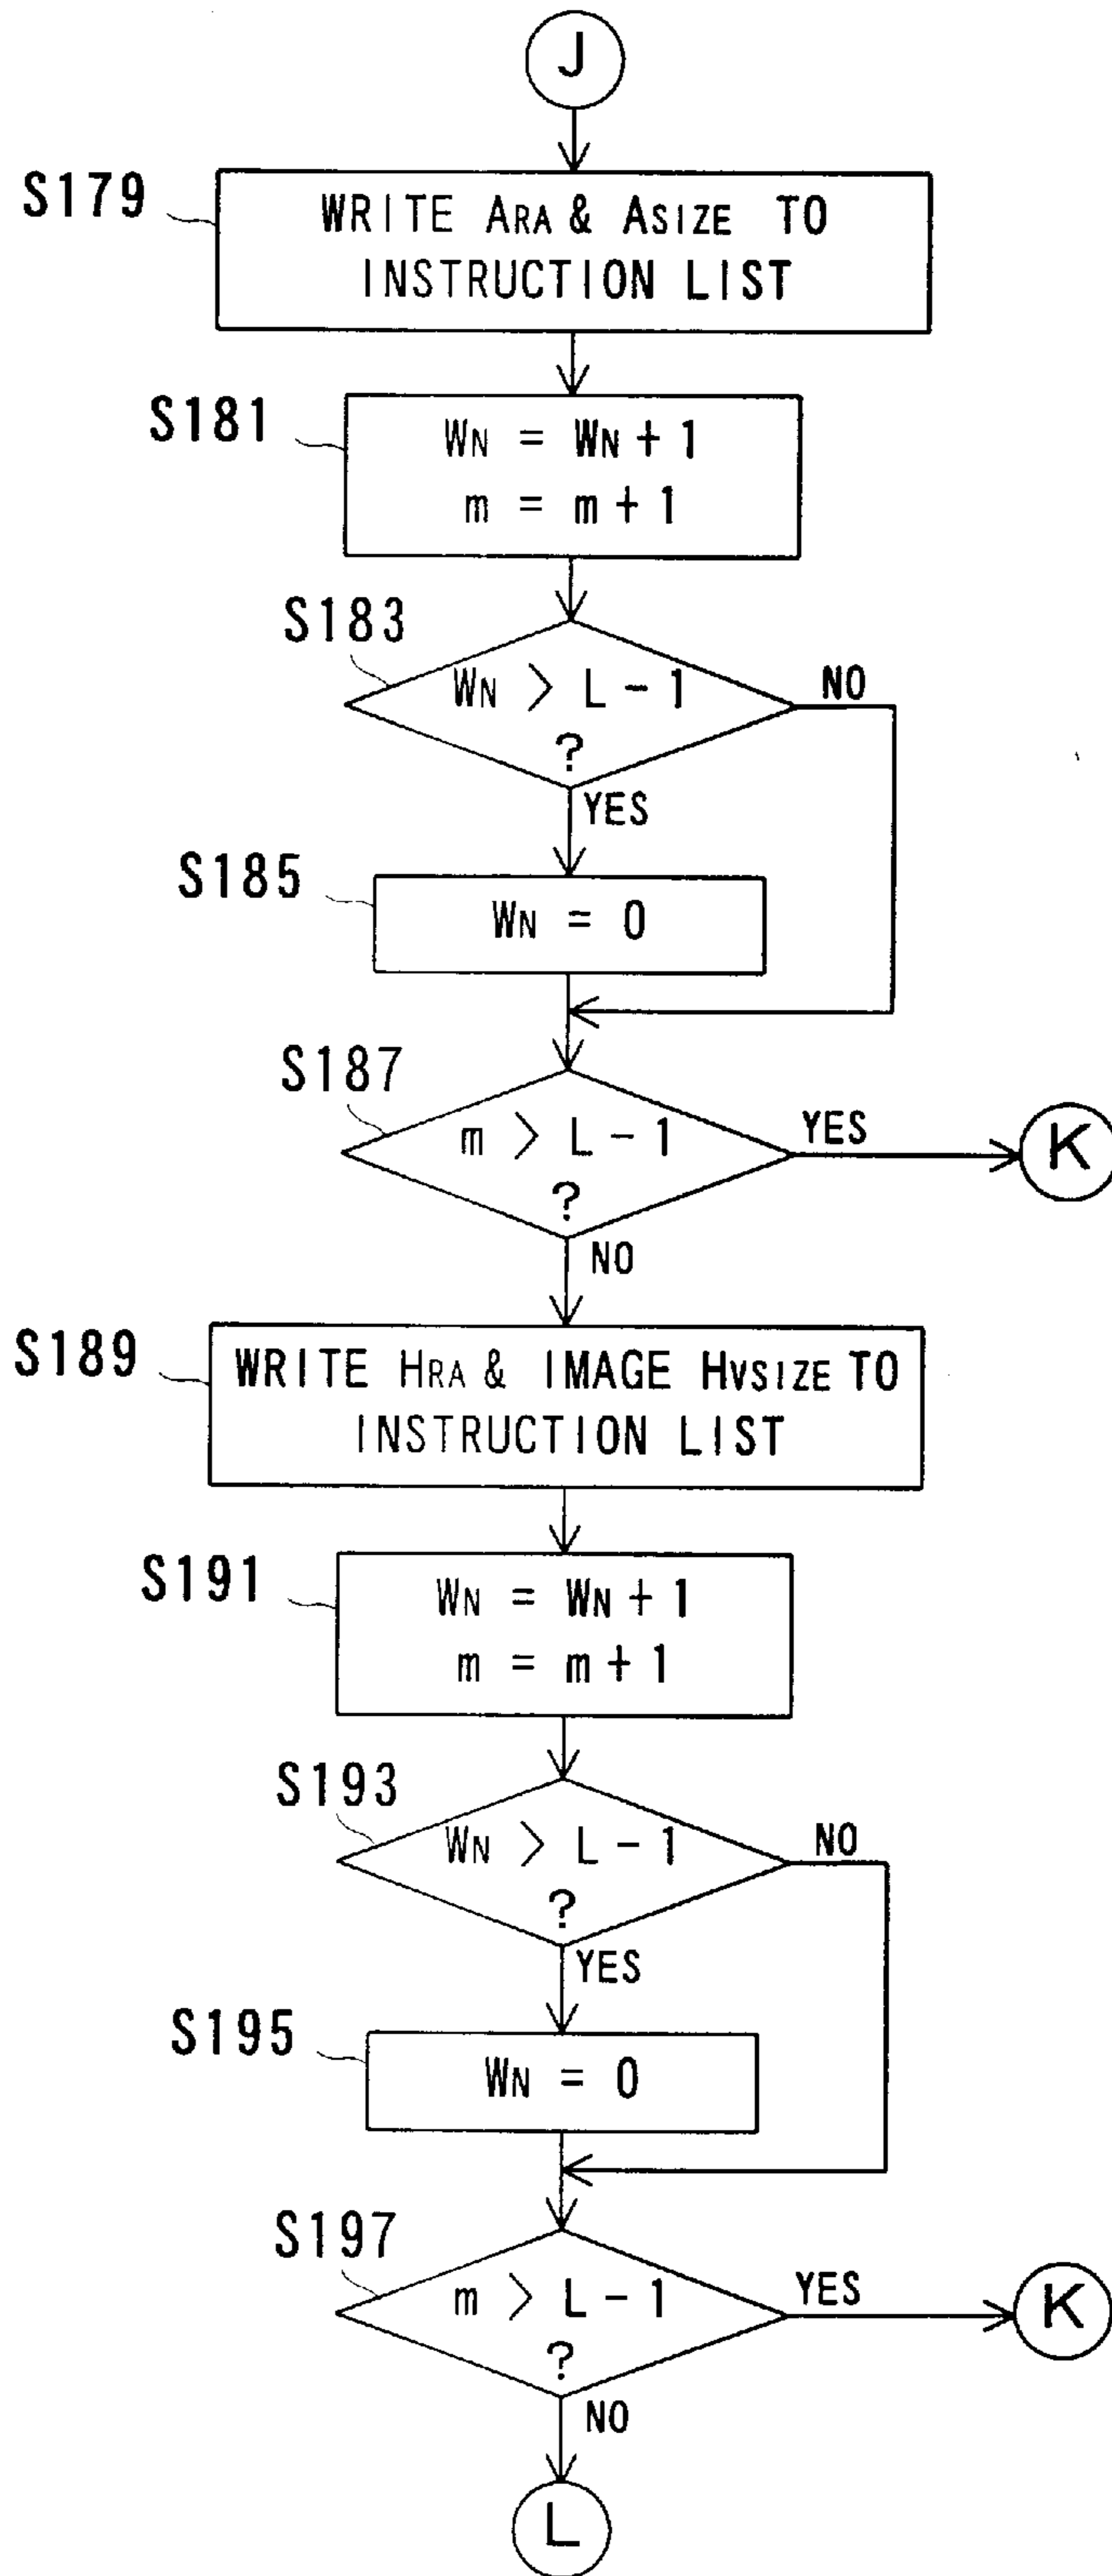 J
S179
WRITE ARA & ASIZE TO
INSTRUCTION LIST
S181
WN = WN + 1
m = m + 1
S183
WN > L - 1
?
NO
YES
S185
WN = 0
S187
m > L - 1
?
YES
K
NO
S189
WRITE HRA & IMAGE HVSIZE TO
INSTRUCTION LIST
S191
WN = WN + 1
m = m + 1
S193
WN > L - 1
?
NO
YES
S195
WN = 0
S197
m > L - 1
?
YES
K
NO
L